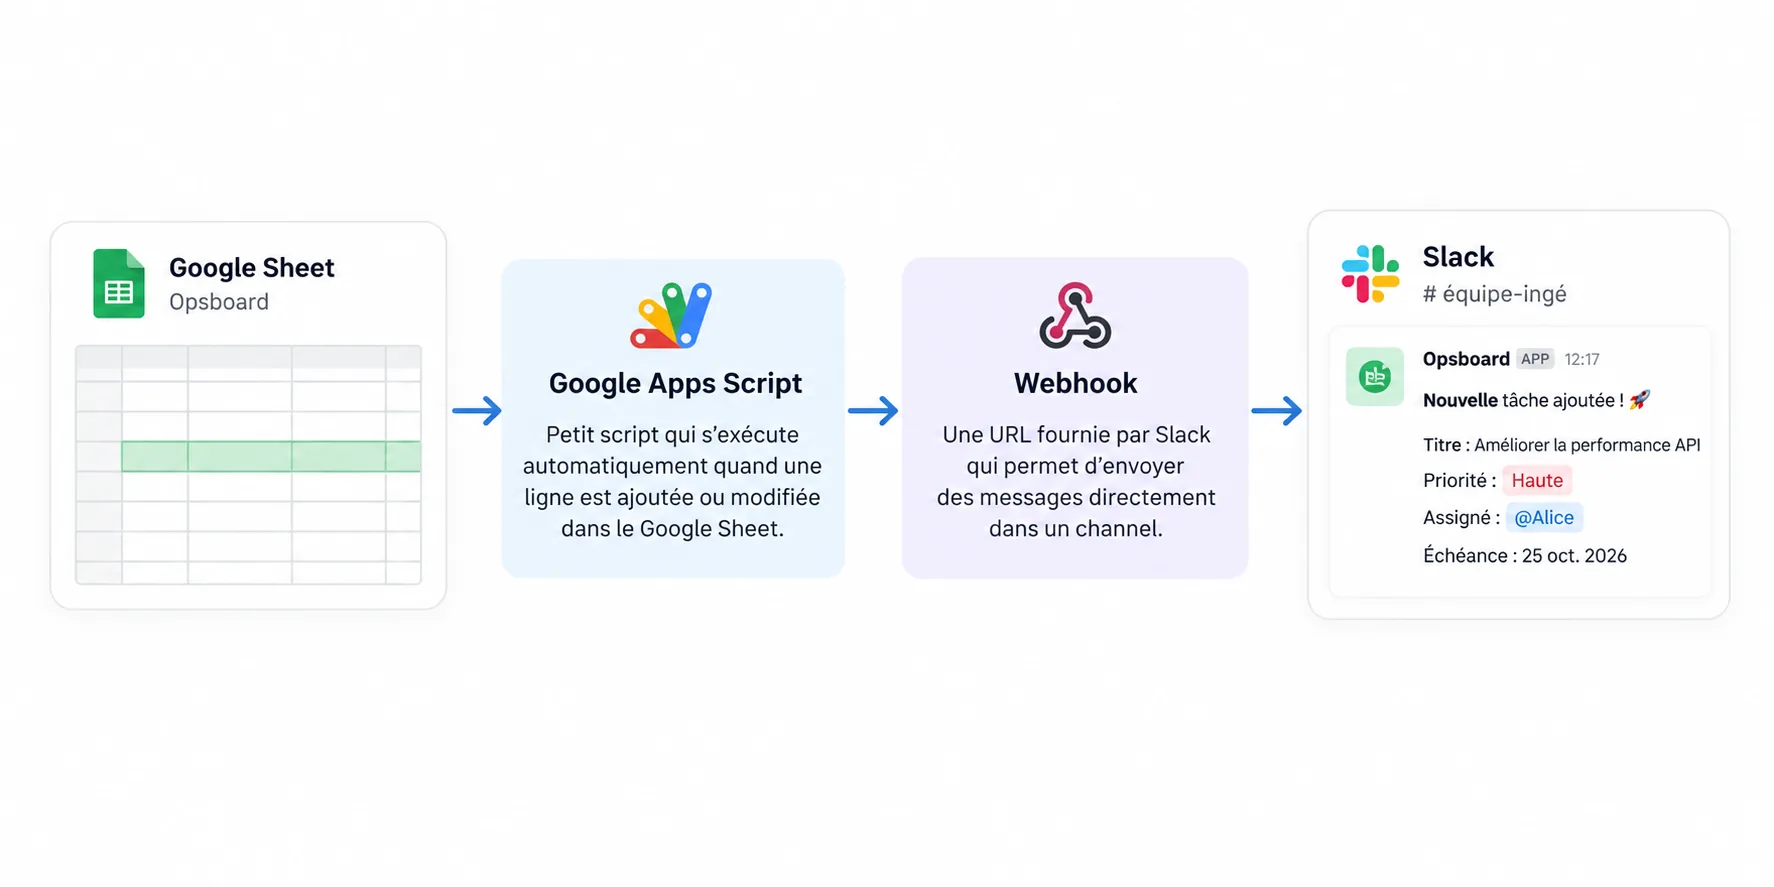 Google Sheet
Opsboard
Google Apps Script
Petit script qui s’exécute
automatiquement quand une
ligne est ajoutée ou modifiée
dans le Google Sheet.
Webhook
Une URL fournie par Slack
qui permet d’envoyer
des messages directement
dans un channel.
Slack
# équipe-ingé
Opsboard APP 12:17
Nouvelle tâche ajoutée ! 🚀
Titre : Améliorer la performance API
Priorité : Haute
Assigné : @Alice
Échéance : 25 oct. 2026